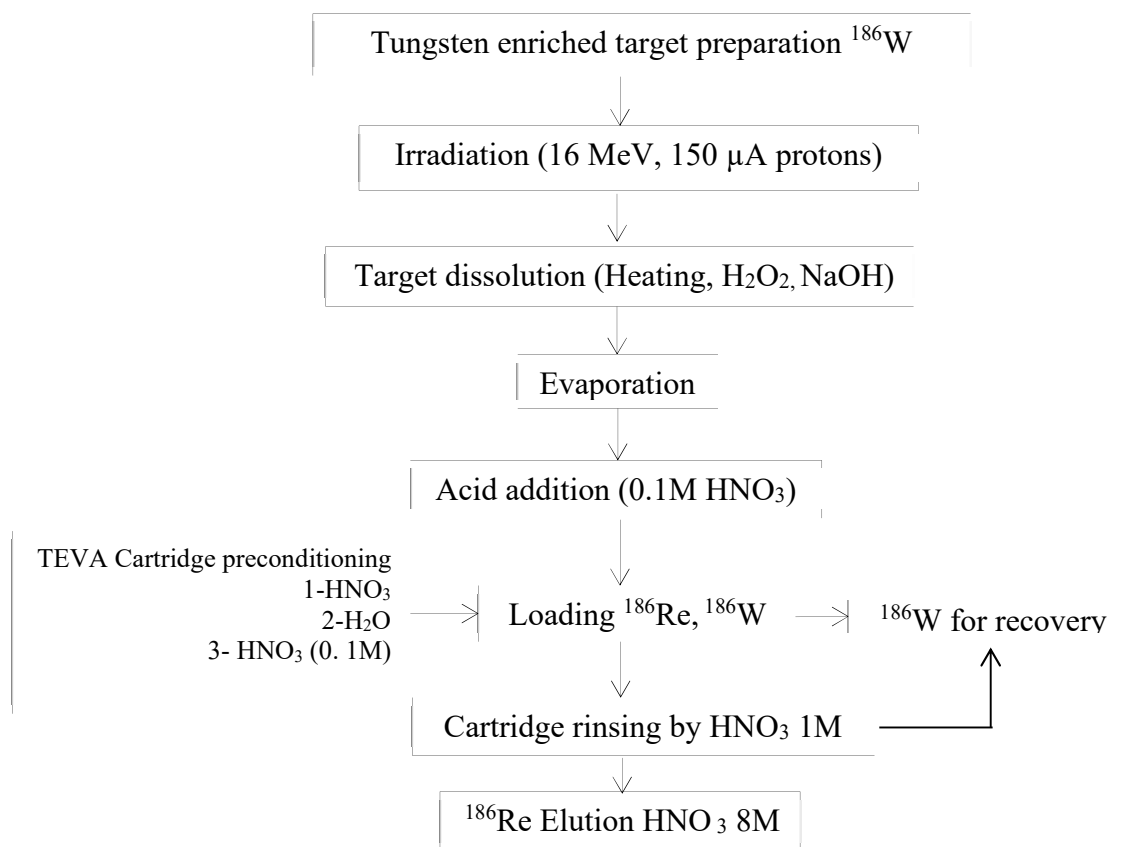 Tungsten enriched target preparation ¹⁸⁶W
Irradiation (16 MeV, 150 µA protons)
Target dissolution (Heating, H₂O₂, NaOH)
Evaporation
Acid addition (0.1M HNO₃)
TEVA Cartridge preconditioning
1-HNO₃
2-H₂O
3- HNO₃ (0. 1M)
Loading ¹⁸⁶Re, ¹⁸⁶W
¹⁸⁶W for recovery
Cartridge rinsing by HNO₃ 1M
¹⁸⁶Re Elution HNO ₃ 8M